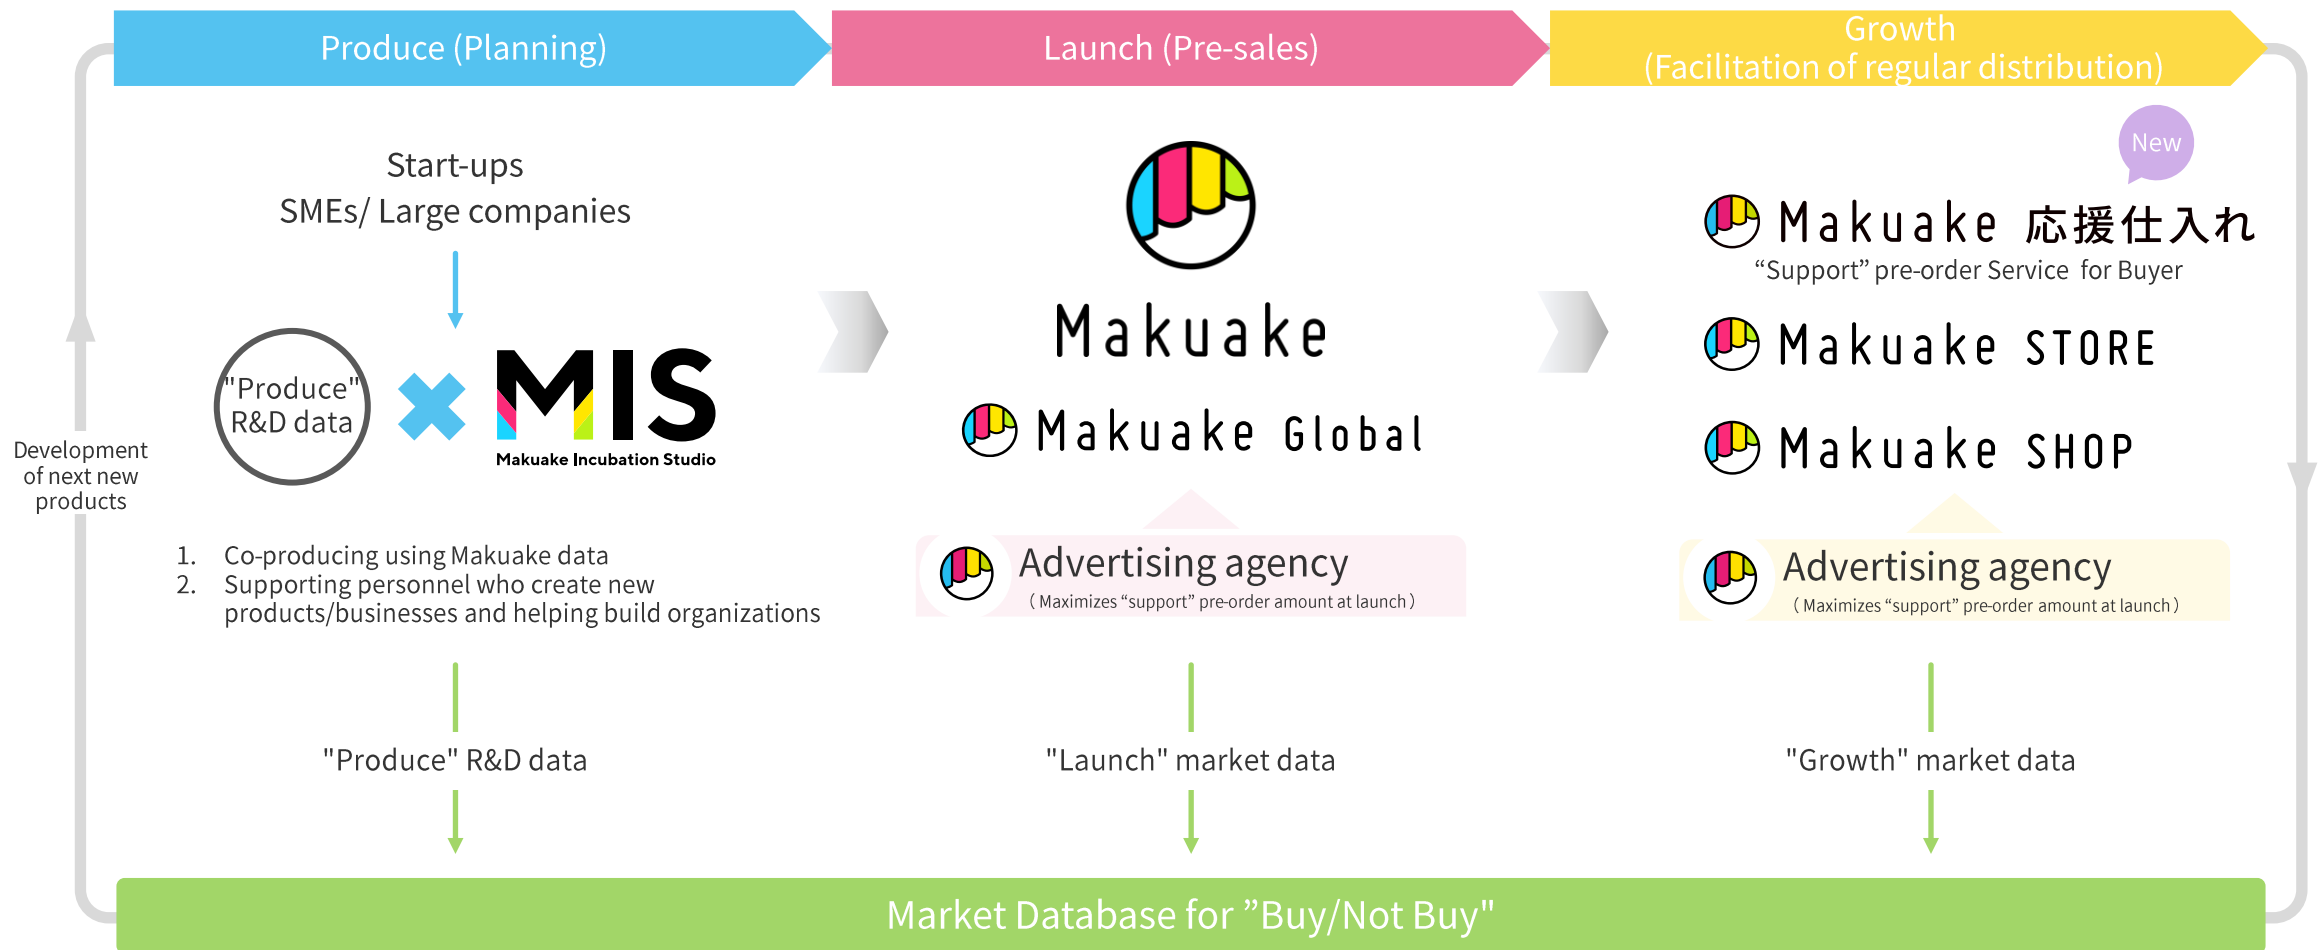 Produce (Planning)
Launch (Pre-sales)
Growth
(Facilitation of regular distribution)
Start-ups
SMEs/ Large companies
"Produce"
R&D data
MIS
Makuake Incubation Studio
1. Co-producing using Makuake data
2. Supporting personnel who create new
products/businesses and helping build organizations
Makuake
Makuake Global
Advertising agency
（Maximizes “support” pre-order amount at launch）
New
Makuake 応援仕入れ
“Support” pre-order Service for Buyer
Makuake STORE
Makuake SHOP
Advertising agency
（Maximizes “support” pre-order amount at launch）
Development
of next new
products
"Produce" R&D data
"Launch" market data
"Growth" market data
Market Database for ”Buy/Not Buy"